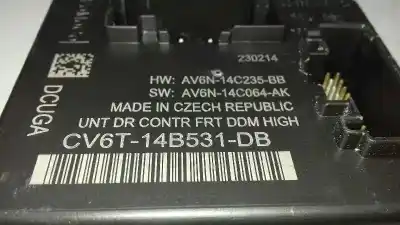 230214
HW: AV6N-14C235-BB
SW: AV6N-14C064-AK
MADE IN CZECH REPUBLIC
UNT DR CONTR FRT DDM HIGH
CV6T-14B531-DB
DCUGA